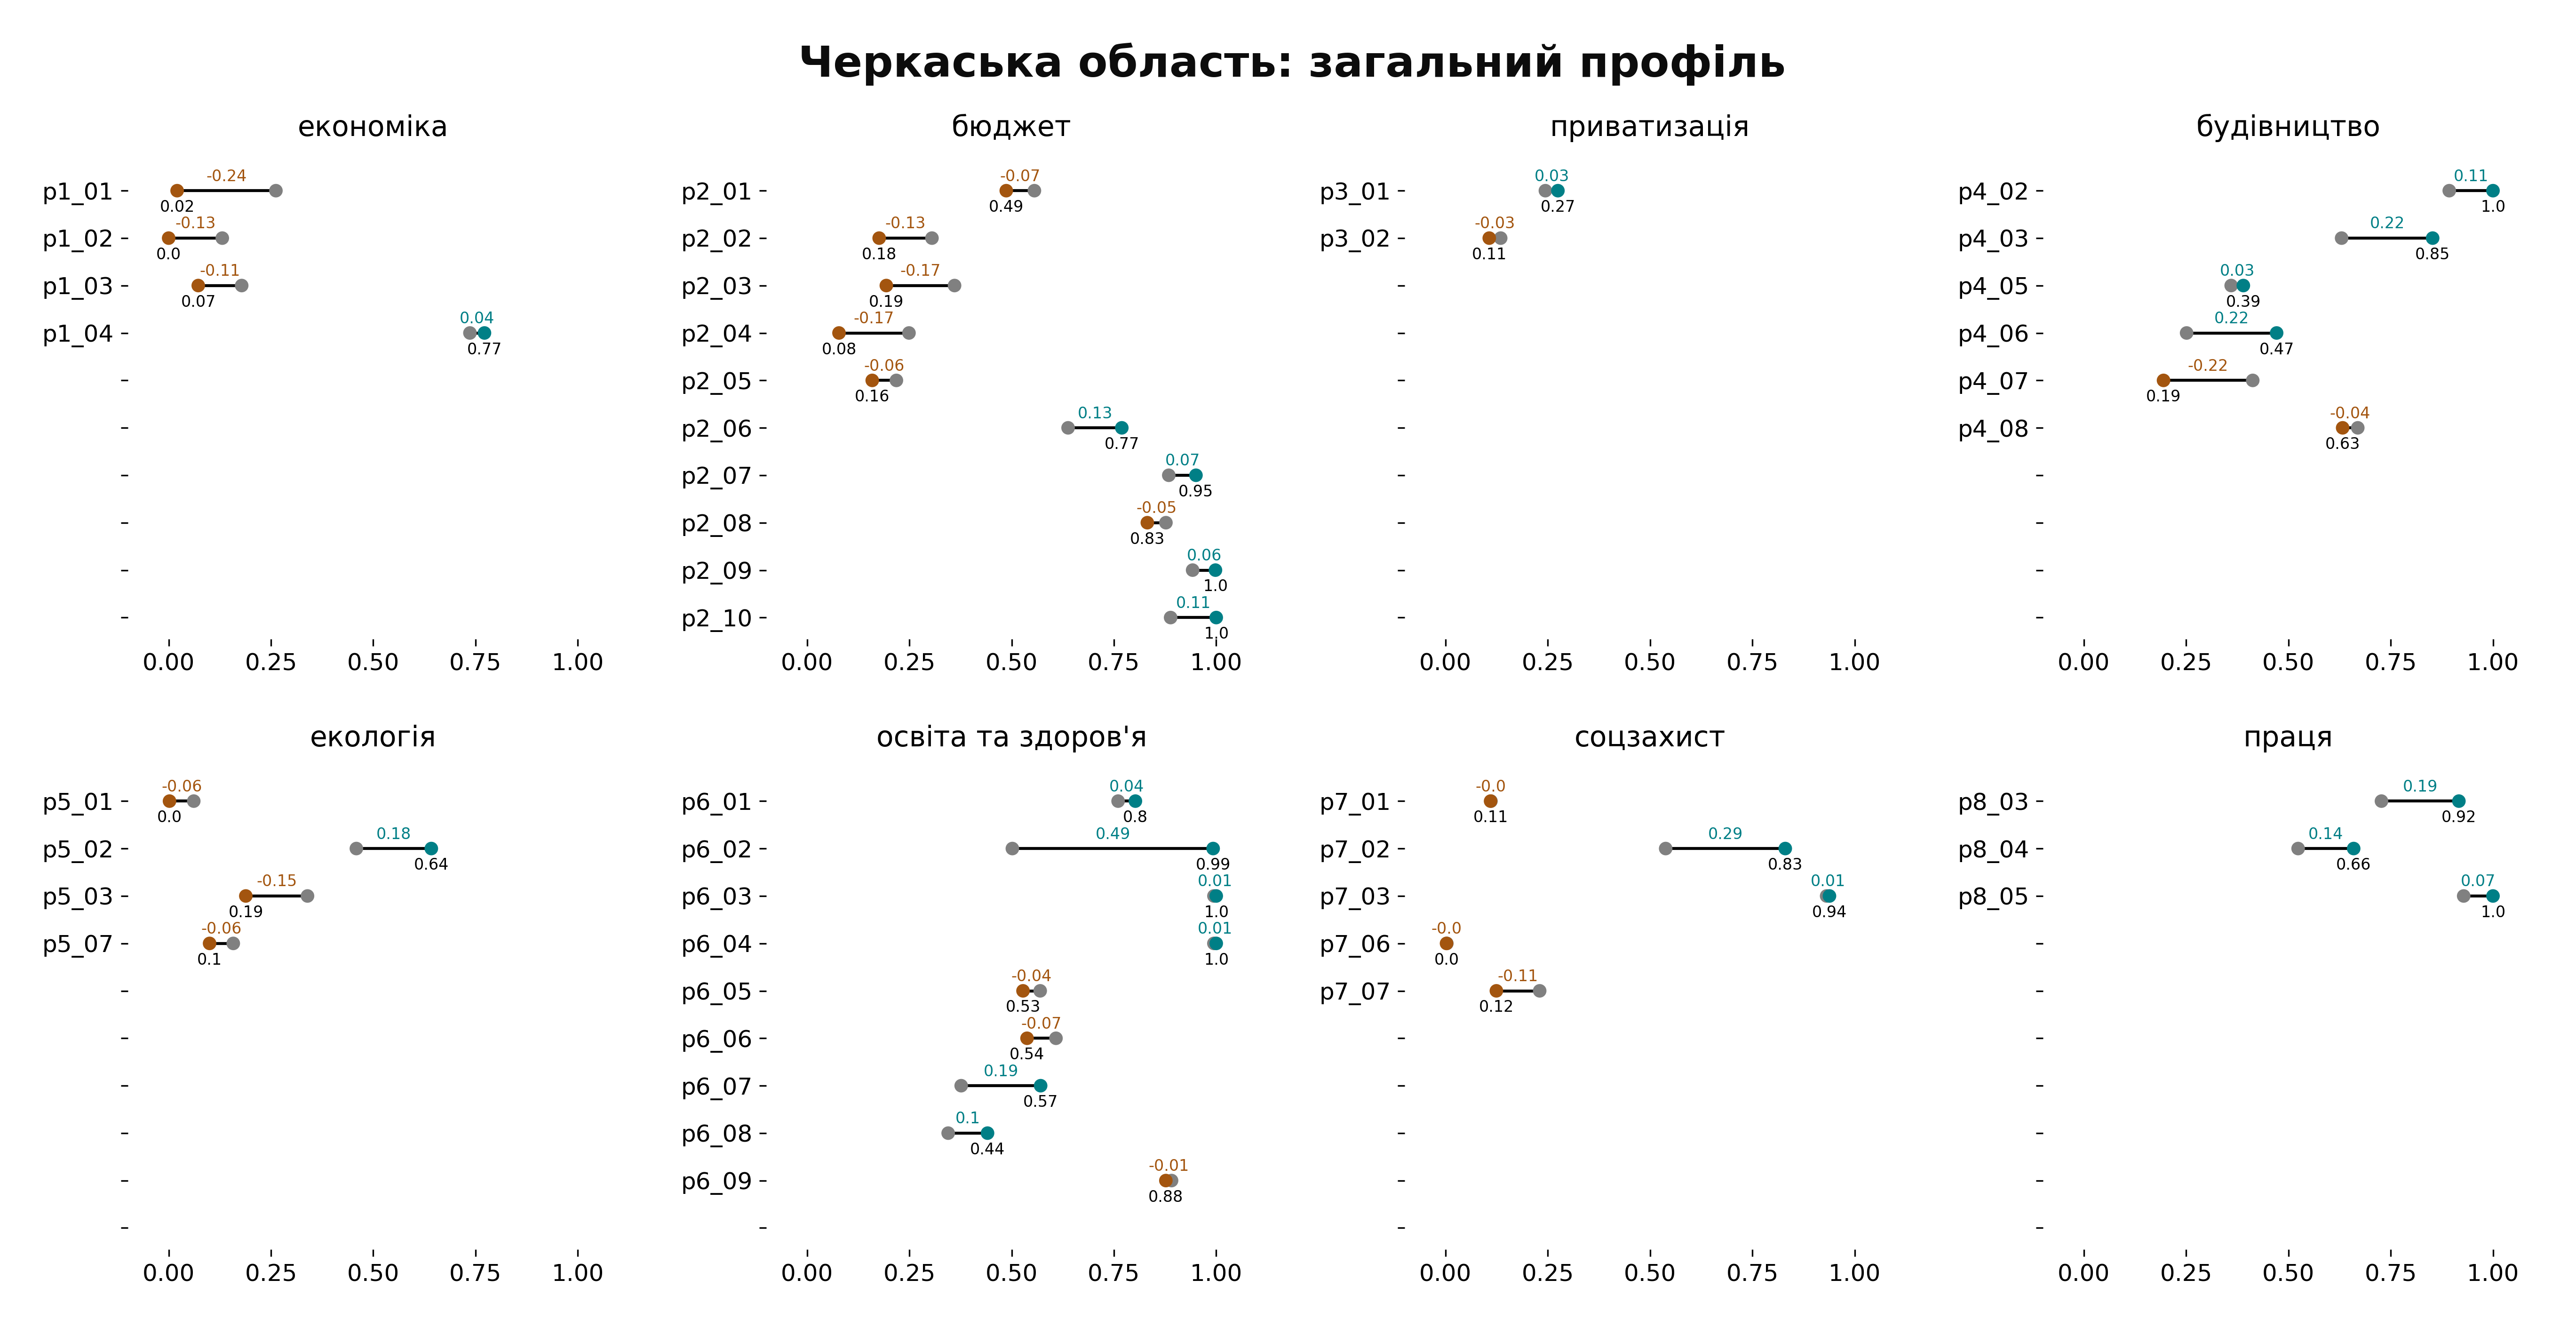 Черкаська область: загальний профіль
економіка
p1_01
-0.24
0.02
p1_02
-0.13
0.0
p1_03
-0.11
0.07
p1_04
0.04
0.77
0.00 0.25 0.50 0.75 1.00
бюджет
p2_01
-0.07
0.49
p2_02
-0.13
0.18
p2_03
-0.17
0.19
p2_04
-0.17
0.08
p2_05
-0.06
0.16
p2_06
0.13
0.77
p2_07
0.07
0.95
p2_08
-0.05
0.83
p2_09
0.06
1.0
p2_10
0.11
1.0
0.00 0.25 0.50 0.75 1.00
приватизація
p3_01
0.03
0.27
p3_02
-0.03
0.11
0.00 0.25 0.50 0.75 1.00
будівництво
p4_02
0.11
1.0
p4_03
0.22
0.85
p4_05
0.03
0.39
p4_06
0.22
0.47
p4_07
-0.22
0.19
p4_08
-0.04
0.63
0.00 0.25 0.50 0.75 1.00
екологія
p5_01
-0.06
0.0
p5_02
0.18
0.64
p5_03
-0.15
0.19
p5_07
-0.06
0.1
0.00 0.25 0.50 0.75 1.00
освіта та здоров'я
p6_01
0.04
0.8
p6_02
0.49
0.99
p6_03
0.01
1.0
p6_04
0.01
1.0
p6_05
-0.04
0.53
p6_06
-0.07
0.54
p6_07
0.19
0.57
p6_08
0.1
0.44
p6_09
-0.01
0.88
0.00 0.25 0.50 0.75 1.00
соцзахист
p7_01
-0.0
0.11
p7_02
0.29
0.83
p7_03
0.01
0.94
p7_06
-0.0
0.0
p7_07
-0.11
0.12
0.00 0.25 0.50 0.75 1.00
праця
p8_03
0.19
0.92
p8_04
0.14
0.66
p8_05
0.07
1.0
0.00 0.25 0.50 0.75 1.00